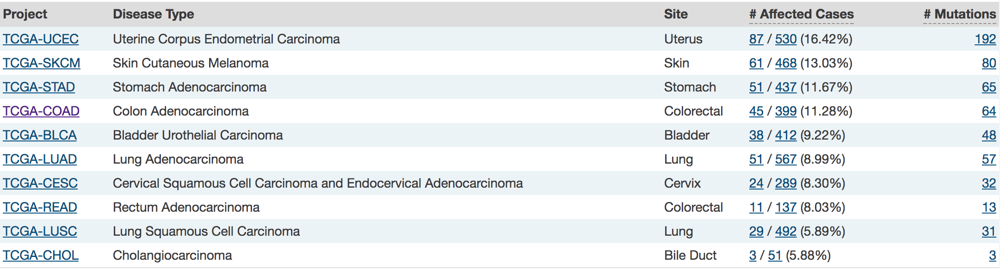 Project Disease Type Site # Affected Cases # Mutations
TCGA-UCEC Uterine Corpus Endometrial Carcinoma Uterus 87 / 530 (16.42%) 192
TCGA-SKCM Skin Cutaneous Melanoma Skin 61 / 468 (13.03%) 80
TCGA-STAD Stomach Adenocarcinoma Stomach 51 / 437 (11.67%) 65
TCGA-COAD Colon Adenocarcinoma Colorectal 45 / 399 (11.28%) 64
TCGA-BLCA Bladder Urothelial Carcinoma Bladder 38 / 412 (9.22%) 48
TCGA-LUAD Lung Adenocarcinoma Lung 51 / 567 (8.99%) 57
TCGA-CESC Cervical Squamous Cell Carcinoma and Endocervical Adenocarcinoma Cervix 24 / 289 (8.30%) 32
TCGA-READ Rectum Adenocarcinoma Colorectal 11 / 137 (8.03%) 13
TCGA-LUSC Lung Squamous Cell Carcinoma Lung 29 / 492 (5.89%) 31
TCGA-CHOL Cholangiocarcinoma Bile Duct 3 / 51 (5.88%) 3